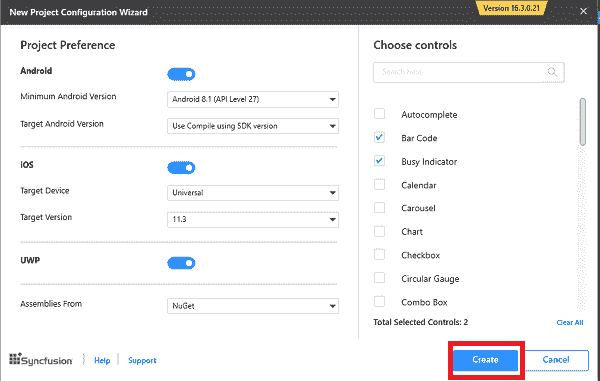 New Project Configuration Wizard
Version 16.3.0.21
Project Preference
Android
Minimum Android Version
Android 8.1 (API Level 27)
Target Android Version
Use Compile using SDK version
iOS
Target Device
Universal
Target Version
11.3
UWP
Assemblies From
NuGet
Choose controls
Search here
Autocomplete
Bar Code
Busy Indicator
Calendar
Carousel
Chart
Checkbox
Circular Gauge
Combo Box
Total Selected Controls: 2
Clear All
Syncfusion
Help
Support
Create
Cancel